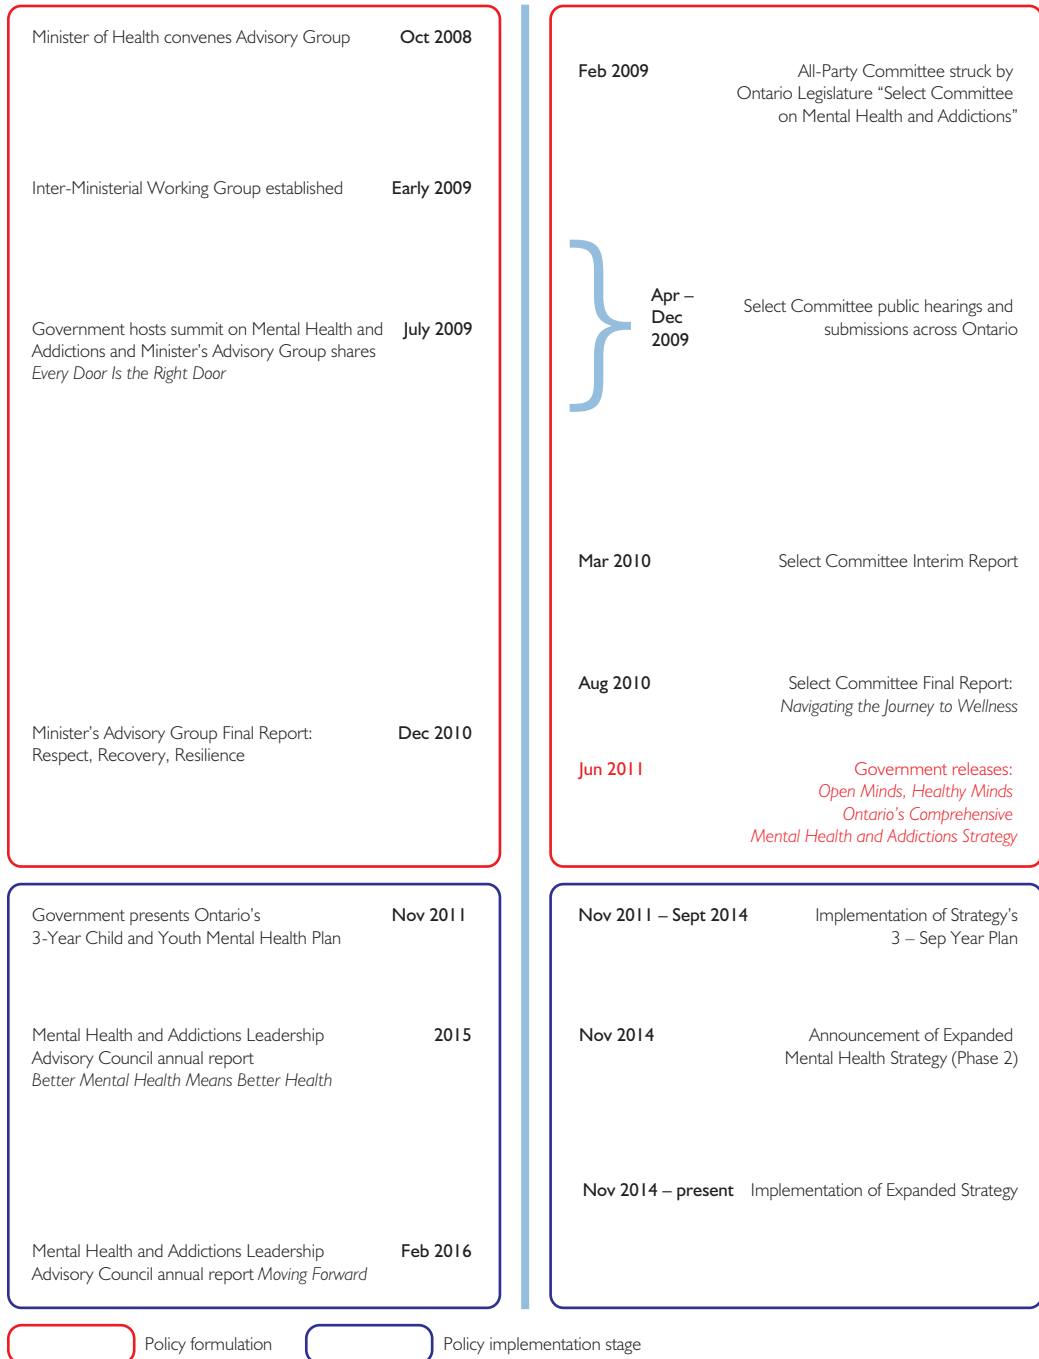 Minister of Health convenes Advisory Group Oct 2008
Inter-Ministerial Working Group established Early 2009
Government hosts summit on Mental Health and July 2009
Addictions and Minister's Advisory Group shares
Every Door Is the Right Door
Minister's Advisory Group Final Report: Dec 2010
Respect, Recovery, Resilience
Feb 2009 All-Party Committee struck by
Ontario Legislature “Select Committee
on Mental Health and Addictions”
Apr –
Dec
2009
Select Committee public hearings and
submissions across Ontario
Mar 2010 Select Committee Interim Report
Aug 2010 Select Committee Final Report:
Navigating the Journey to Wellness
Jun 2011 Government releases:
Open Minds, Healthy Minds
Ontario's Comprehensive
Mental Health and Addictions Strategy
Government presents Ontario's Nov 2011
3-Year Child and Youth Mental Health Plan
Mental Health and Addictions Leadership 2015
Advisory Council annual report
Better Mental Health Means Better Health
Mental Health and Addictions Leadership Feb 2016
Advisory Council annual report Moving Forward
Nov 2011 – Sept 2014 Implementation of Strategy's
3 – Sep Year Plan
Nov 2014 Announcement of Expanded
Mental Health Strategy (Phase 2)
Nov 2014 – present Implementation of Expanded Strategy
Policy formulation
Policy implementation stage